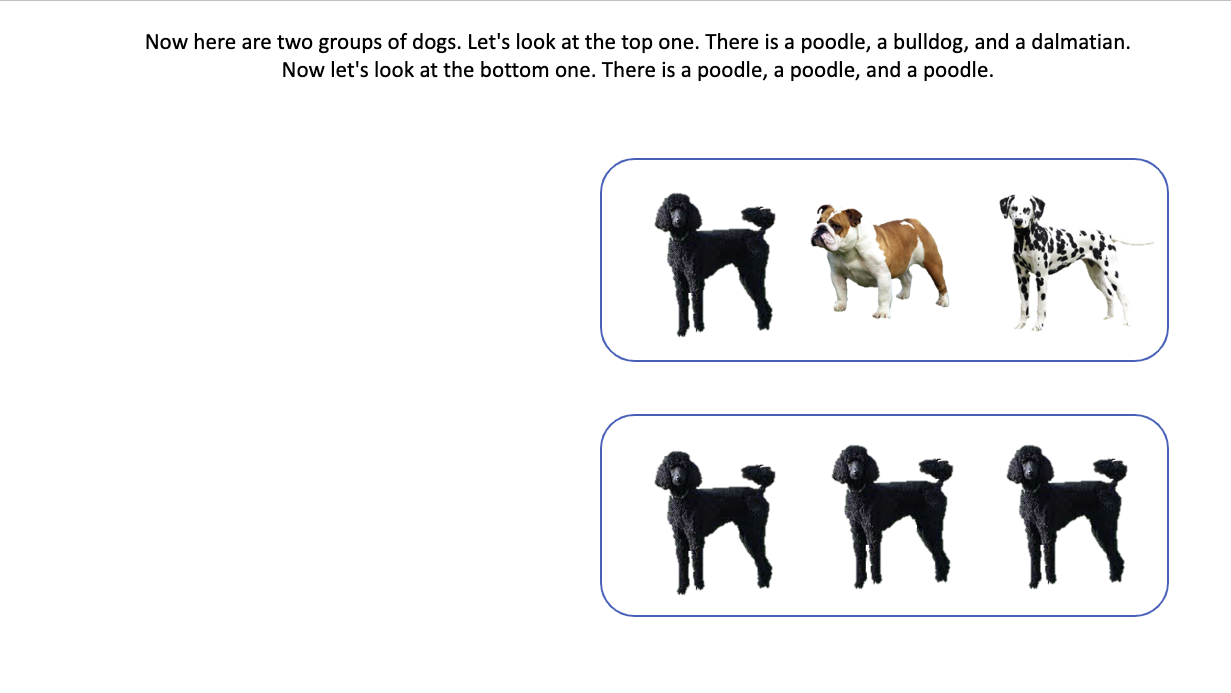 Now here are two groups of dogs. Let's look at the top one. There is a poodle, a bulldog, and a dalmatian.
Now let's look at the bottom one. There is a poodle, a poodle, and a poodle.